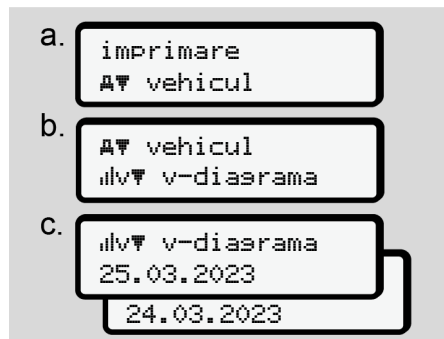 a.
imprimare
vehicul
b.
vehicul
v-diagrama
c.
v-diagrama
25.03.2023
24.03.2023